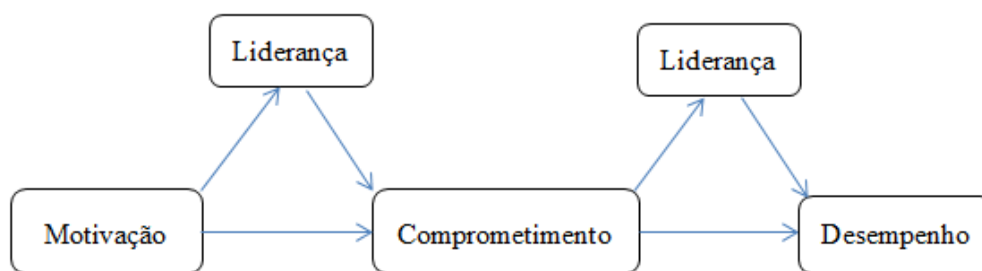 Liderança
Liderança
Motivação
Comprometimento
Desempenho